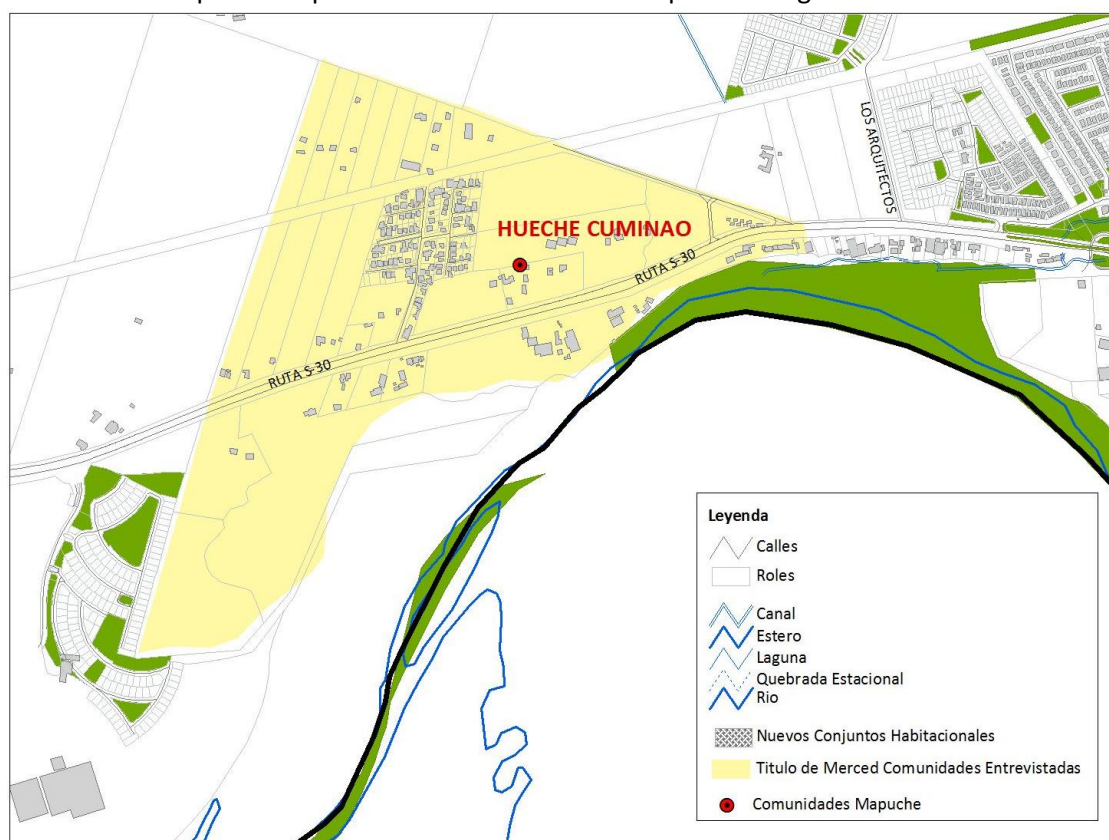 LOS ARQUITECTOS
HUECHE CUMINAO
RUTA S-30
RUTA S-30
Leyenda
Calles
Roles
Canal
Estero
Laguna
Quebrada Estacional
Rio
Nuevos Conjuntos Habitacionales
Titulo de Merced Comunidades Entrevistadas
Comunidades Mapuche